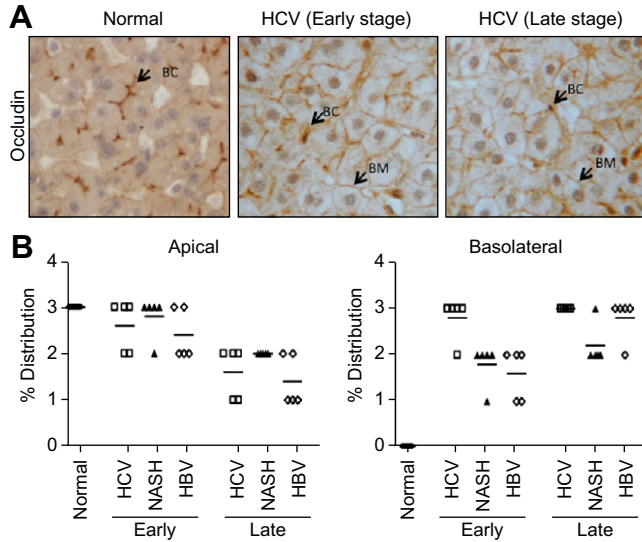 A
Normal
HCV (Early stage)
HCV (Late stage)
Occludin
BC
BC
BM
BC
BM
B
Apical
Basolateral
% Distribution
4
3
2
1
0
Normal
HCV
NASH
HBV
HCV
NASH
HBV
Early
Late
% Distribution
4
3
2
1
0
Normal
HCV
NASH
HBV
HCV
NASH
HBV
Early
Late